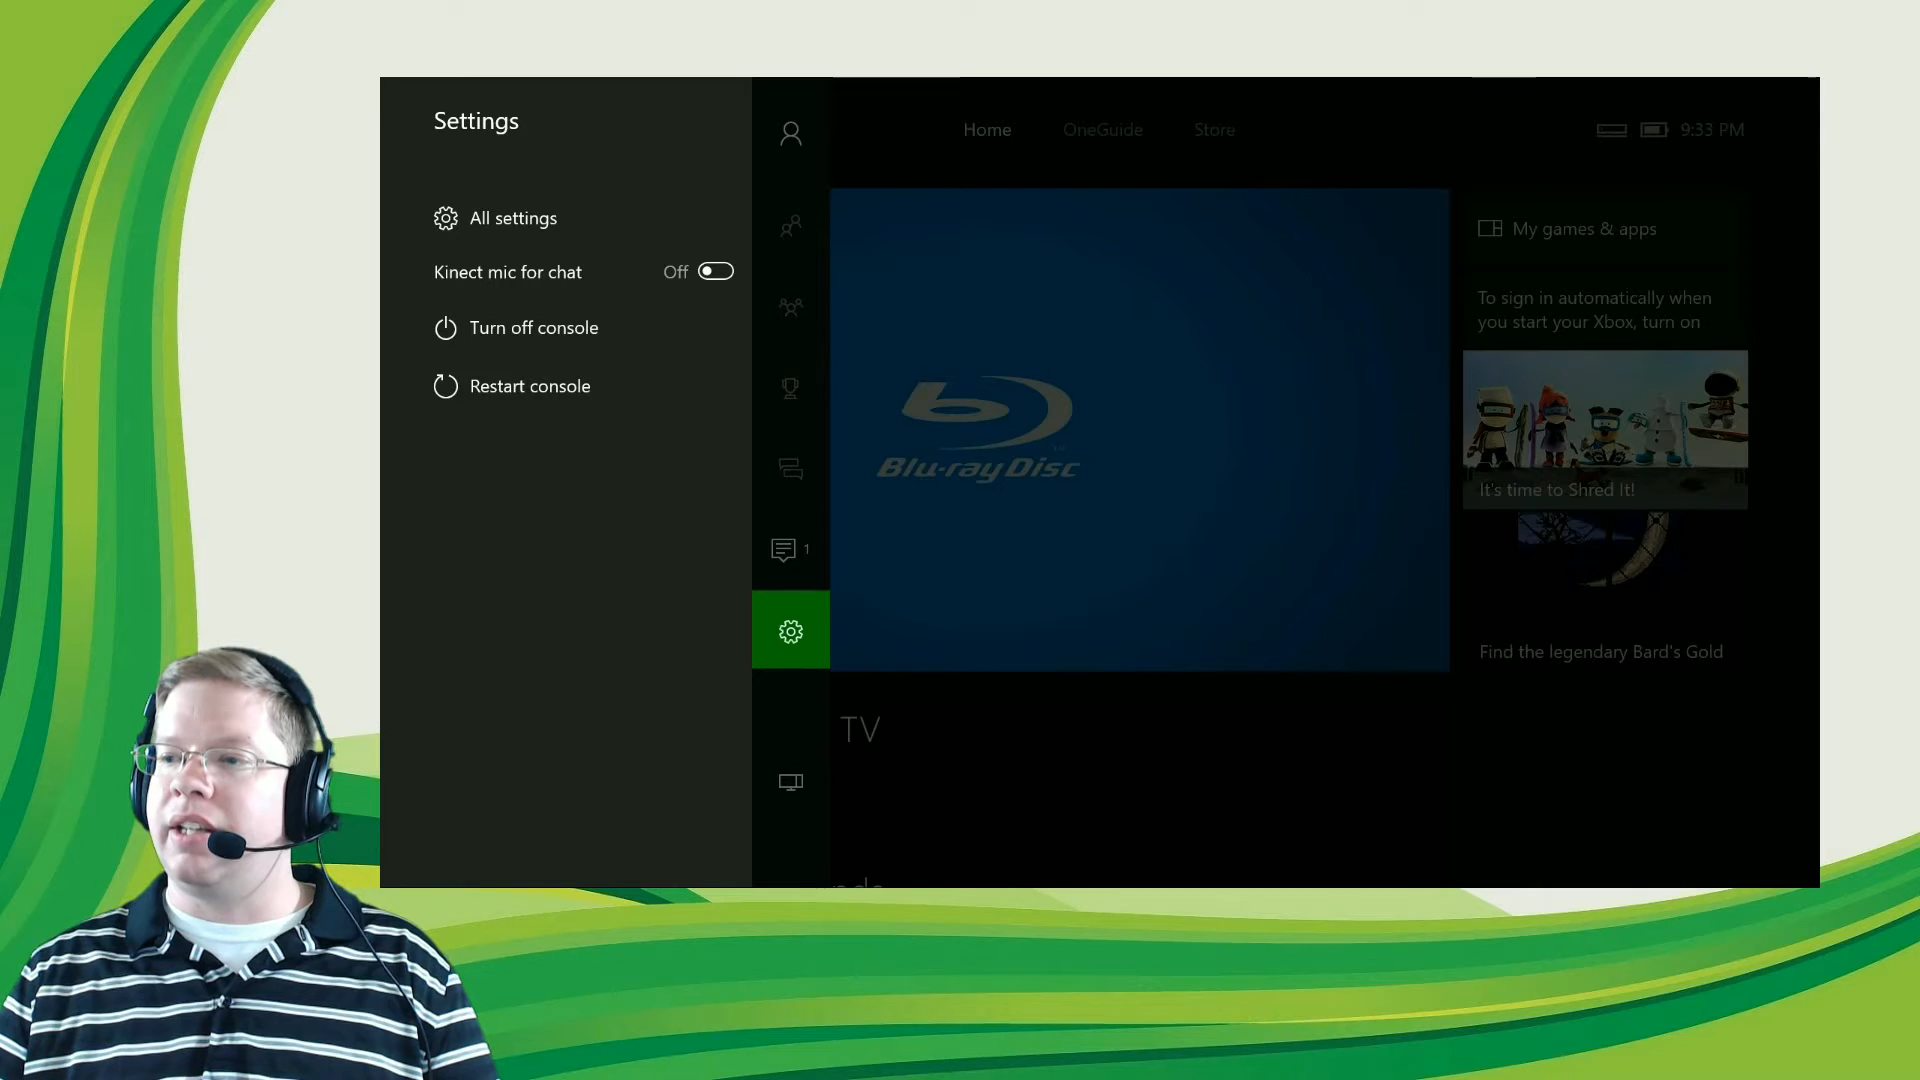 Settings
All settings
Kinect mic for chat Off
Turn off console
Restart console
1
Home OneGuide Store
9:33 PM
Blu-ray Disc
TM
My games & apps
To sign in automatically when
you start your Xbox, turn on
It's time to Shred It!
Find the legendary Bard's Gold
TV